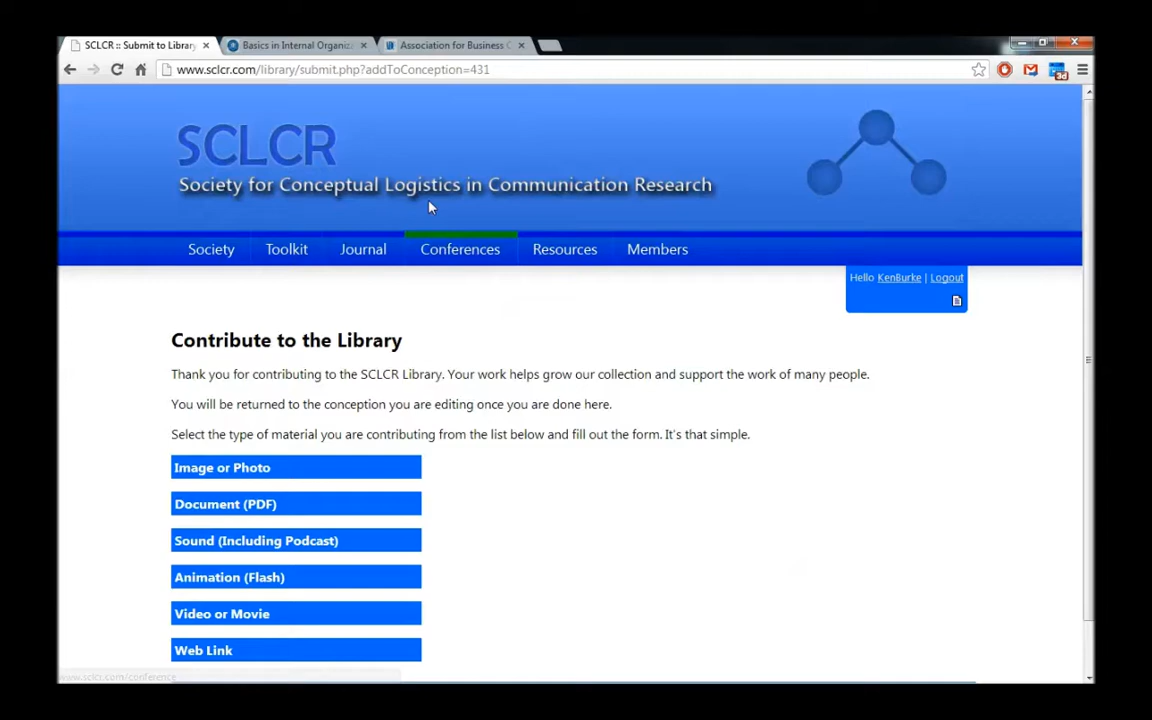 SCLCR :: Submit to Librar
Basics in Internal Organiz
Association for Business C
www.sclcr.com/library/submit.php?addToConception=431
SCLCR
Society for Conceptual Logistics in Communication Research
Society Toolkit Journal Conferences Resources Members
Hello KenBurke | Logout
Contribute to the Library
Thank you for contributing to the SCLCR Library. Your work helps grow our collection and support the work of many people.
You will be returned to the conception you are editing once you are done here.
Select the type of material you are contributing from the list below and fill out the form. It's that simple.
Image or Photo
Document (PDF)
Sound (Including Podcast)
Animation (Flash)
Video or Movie
Web Link
www.sclcr.com/conference